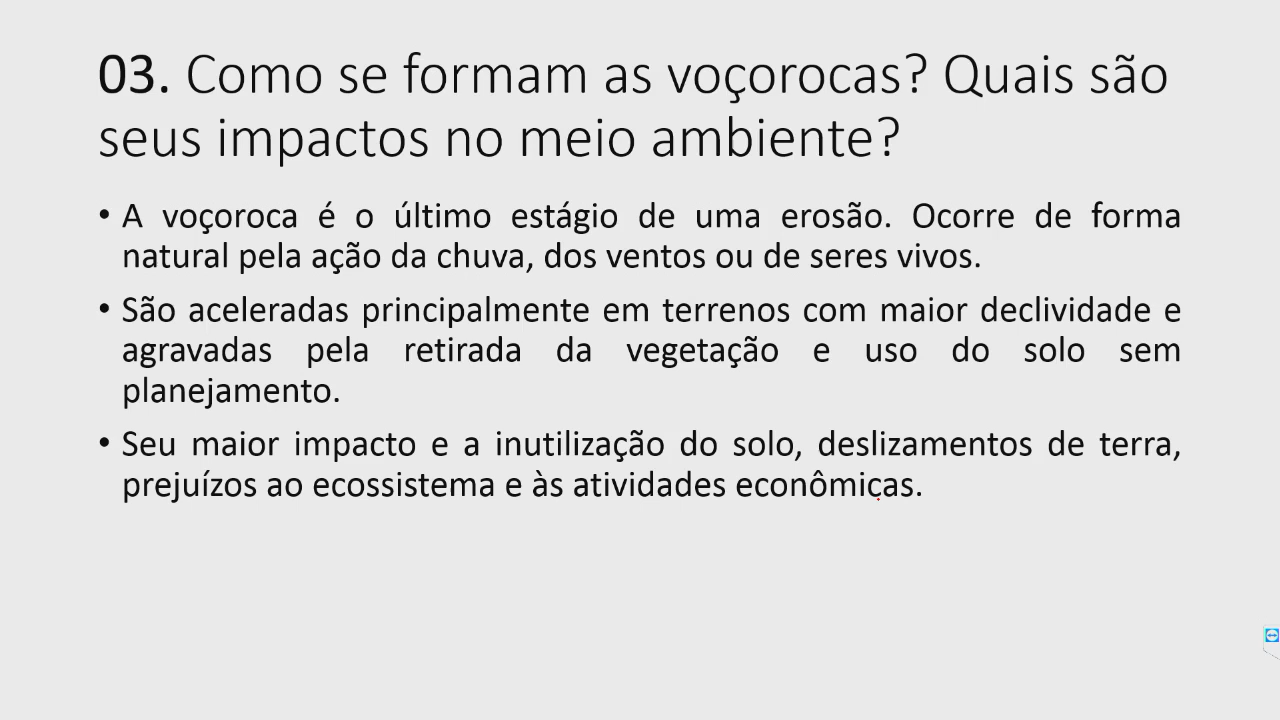 03. Como se formam as voçorocas? Quais são
seus impactos no meio ambiente?
• A voçoroca é o último estágio de uma erosão. Ocorre de forma
natural pela ação da chuva, dos ventos ou de seres vivos.
• São aceleradas principalmente em terrenos com maior declividade e
agravadas pela retirada da vegetação e uso do solo sem
planejamento.
• Seu maior impacto e a inutilização do solo, deslizamentos de terra,
prejuízos ao ecossistema e às atividades econômicas.